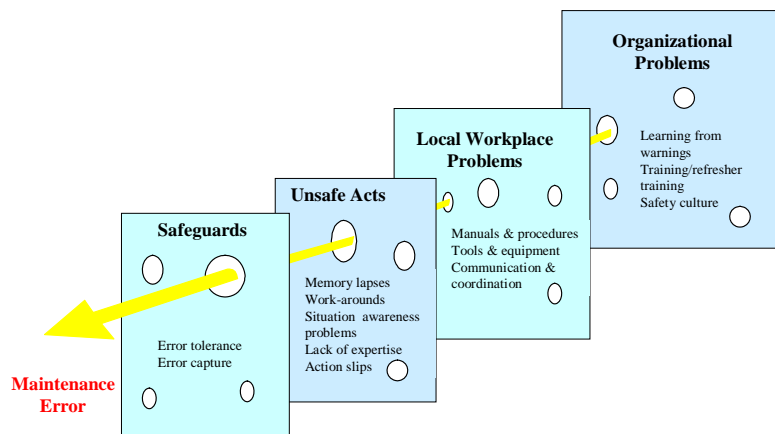 Organizational
Problems
Learning from
warnings
Training/refresher
training
Safety culture
Local Workplace
Problems
Manuals & procedures
Tools & equipment
Communication &
coordination
Unsafe Acts
Memory lapses
Work-arounds
Situation awareness
problems
Lack of expertise
Action slips
Safeguards
Error tolerance
Error capture
Maintenance
Error